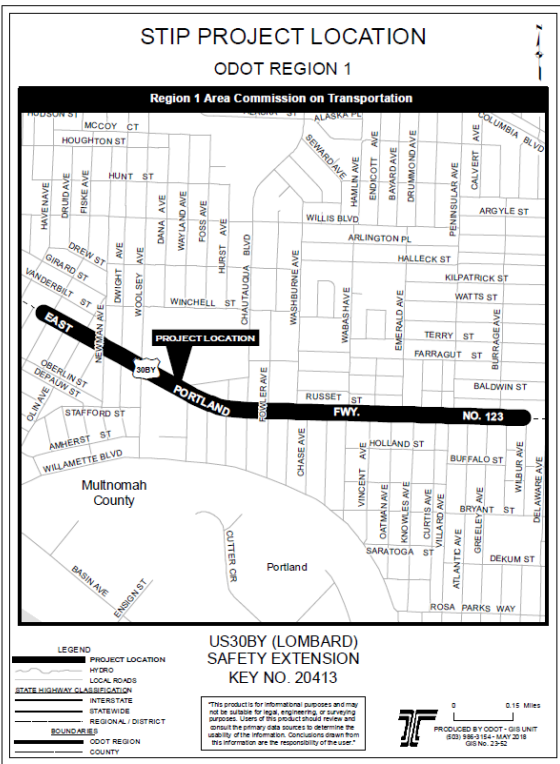 STIP PROJECT LOCATION
ODOT REGION 1
Region 1 Area Commission on Transportation
HUDSON ST
MCCOY CT
HOUGHTON ST
HUNT ST
ALASKA PL
SEWARD AVE
COLUMBIA BLVD
HAVEN AVE
DRUID AVE
FISKE AVE
DANA AVE
WAYLAND AVE
FOSS AVE
HURST AVE
CHAUTAUQUA BLVD
WASHBURNE AVE
HAMLIN AVE
ENDICOTT AVE
BAYARD AVE
DRUMMOND AVE
PENINSULAR AVE
CALVERT AVE
WILLIS BLVD
ARGYLE ST
ARLINGTON PL
HALLECK ST
KILPATRICK ST
WATTS ST
DREW ST
GIRARD ST
VANDERBILT ST
DWIGHT AVE
WOOLSEY AVE
WINCHELL ST
WABASH AVE
EMERALD AVE
TERRY ST
FARRAGUT ST
BURRAGE AVE
BALDWIN ST
NEWMAN AVE
PROJECT LOCATION
EAST
30BY
PORTLAND
FWY.
NO. 123
RUSSET ST
FOWLER AVE
OBERLIN ST
DEPAUW ST
OLIN AVE
STAFFORD ST
AMHERST ST
WILLAMETTE BLVD
CHASE AVE
HOLLAND ST
BUFFALO ST
WILBUR AVE
DELAWARE AVE
VINCENT AVE
OATMAN AVE
KNOWLES AVE
CURTIS AVE
VILLARD AVE
ATLANTIC AVE
GREELEY AVE
BRYANT ST
SARATOGA ST
DEKUM ST
ROSA PARKS WAY
Multnomah
County
Portland
CUTTER CIR
BASIN AVE
ENSIGN ST
LEGEND
PROJECT LOCATION
HYDRO
LOCAL ROADS
STATE HIGHWAY CLASSIFICATION
INTERSTATE
STATEWIDE
REGIONAL / DISTRICT
BOUNDARIES
ODOT REGION
COUNTY
US30BY (LOMBARD)
SAFETY EXTENSION
KEY NO. 20413
"This product is for informational purposes and may
not be suitable for legal, engineering, or surveying
purposes. Users of this product should review and
consult the primary data sources to determine the
usability of the information. Conclusions drawn from
this information are the responsibility of the user."
0 0.15 Miles
PRODUCED BY ODOT - GIS UNIT
(503) 986-3154 - MAY 2018
GIS No. 23-52